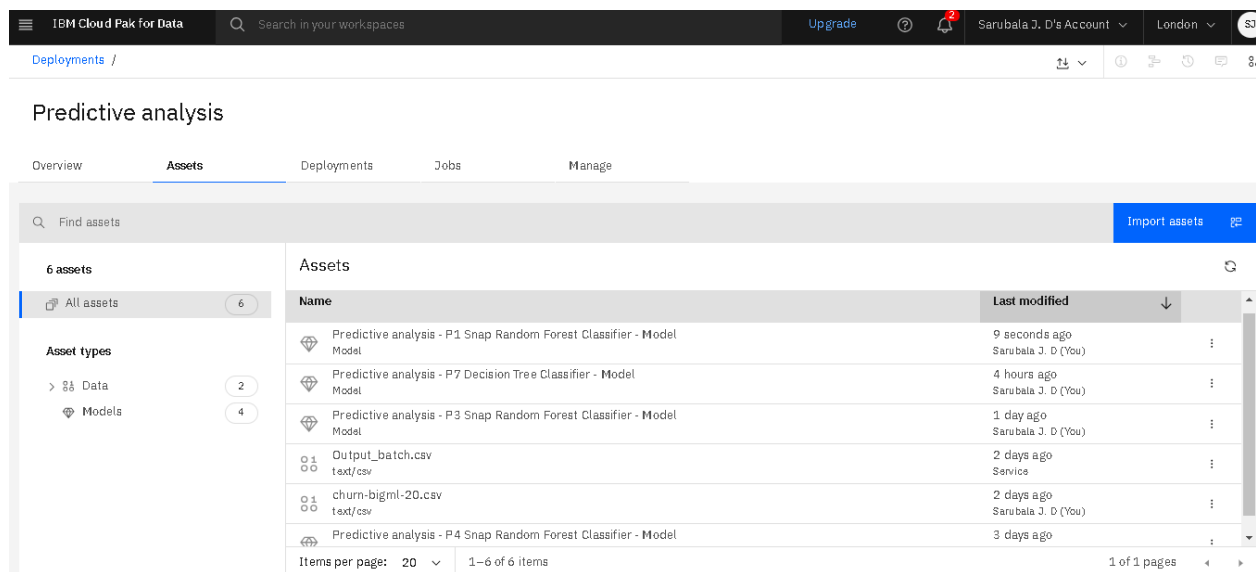 IBM Cloud Pak for Data
Search in your workspaces
Upgrade
2
Sarubala J. D's Account
London
SJ
Deployments /
Predictive analysis
Overview
Assets
Deployments
Jobs
Manage
Find assets
Import assets
6 assets
All assets
6
Asset types
Data
2
Models
4
Assets
Name
Last modified
Predictive analysis - P1 Snap Random Forest Classifier - Model
Model
9 seconds ago
Sarubala J. D (You)
Predictive analysis - P7 Decision Tree Classifier - Model
Model
4 hours ago
Sarubala J. D (You)
Predictive analysis - P3 Snap Random Forest Classifier - Model
Model
1 day ago
Sarubala J. D (You)
Output_batch.csv
text/csv
2 days ago
Service
churn-bigml-20.csv
text/csv
2 days ago
Sarubala J. D (You)
Predictive analysis - P4 Snap Random Forest Classifier - Model
3 days ago
Items per page: 20
1–6 of 6 items
1 of 1 pages